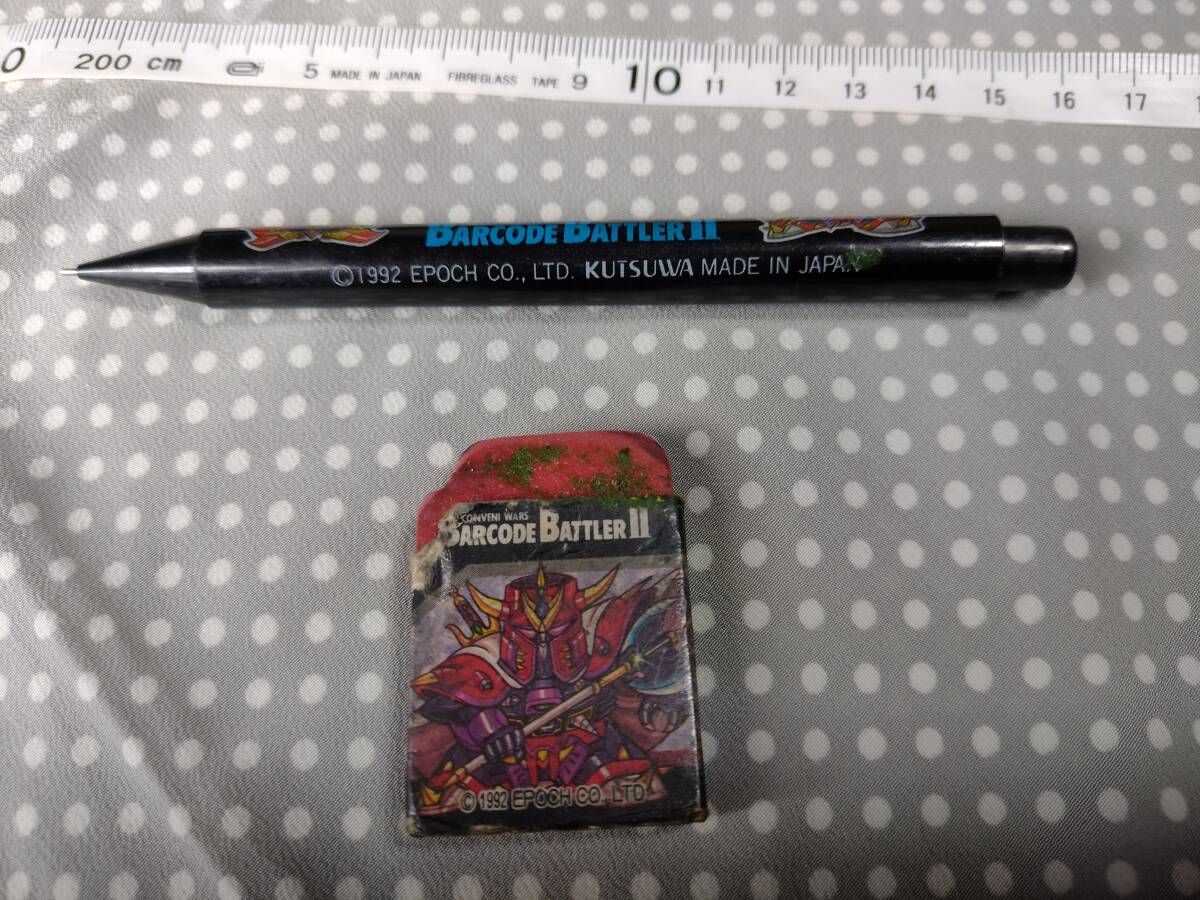 0 200 cm 5 MADE IN JAPAN FIBREGLASS TAPE 9 10 11 12 13 14 15 16 17
BARCODE BATTLER II
©1992 EPOCH CO., LTD. KUTSUWA MADE IN JAPAN
CONVENI WARS
BARCODE BATTLER II
© 1992 EPOCH CO. LTD